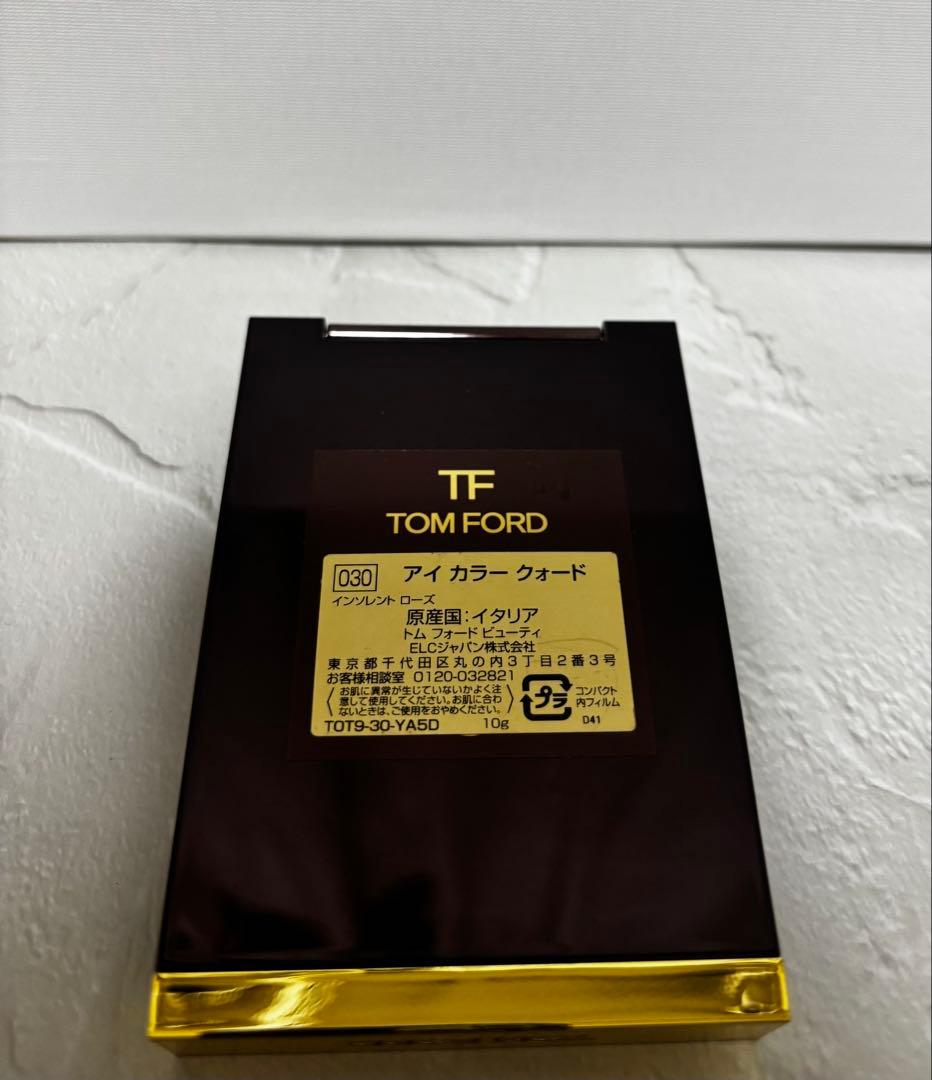 TF
TOM FORD
030 アイ カラー クォード
インソレント ローズ
原産国:イタリア
トム フォード ビューティ
ELCジャパン株式会社
東京都千代田区丸の内3丁目2番3号
お客様相談室 0120-032821
お肌に異常が生じていないかよく注
意して使用してください。お肌に合わ
ないときは、ご使用をおやめください。
プラ
コンパクト
内フィルム
TOT9-30-YA5D 10g D41